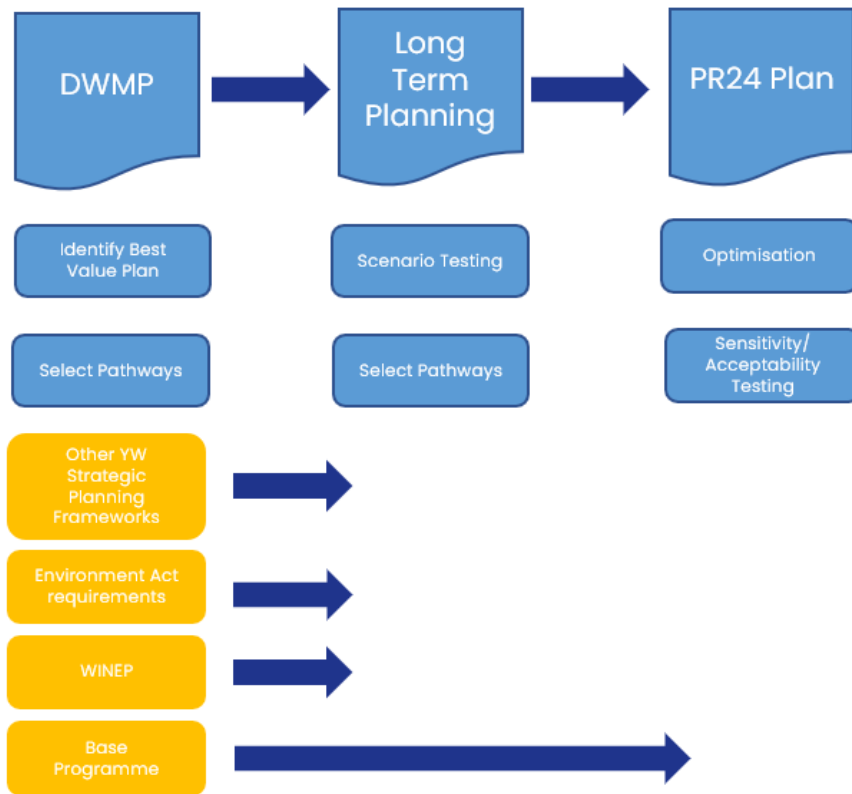 DWMP
Long
Term
Planning
PR24 Plan
Identify Best
Value Plan
Scenario Testing
Optimisation
Select Pathways
Select Pathways
Sensitivity/
Acceptability
Testing
Other YW
Strategic
Planning
Frameworks
Environment Act
requirements
WINEP
Base
Programme